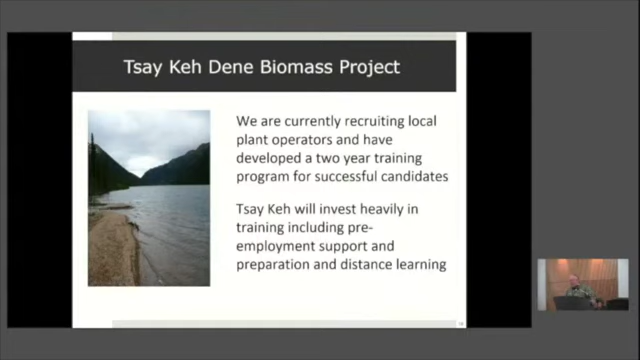 Tsay Keh Dene Biomass Project
We are currently recruiting local
plant operators and have
developed a two year training
program for successful candidates
Tsay Keh will invest heavily in
training including pre-
employment support and
preparation and distance learning